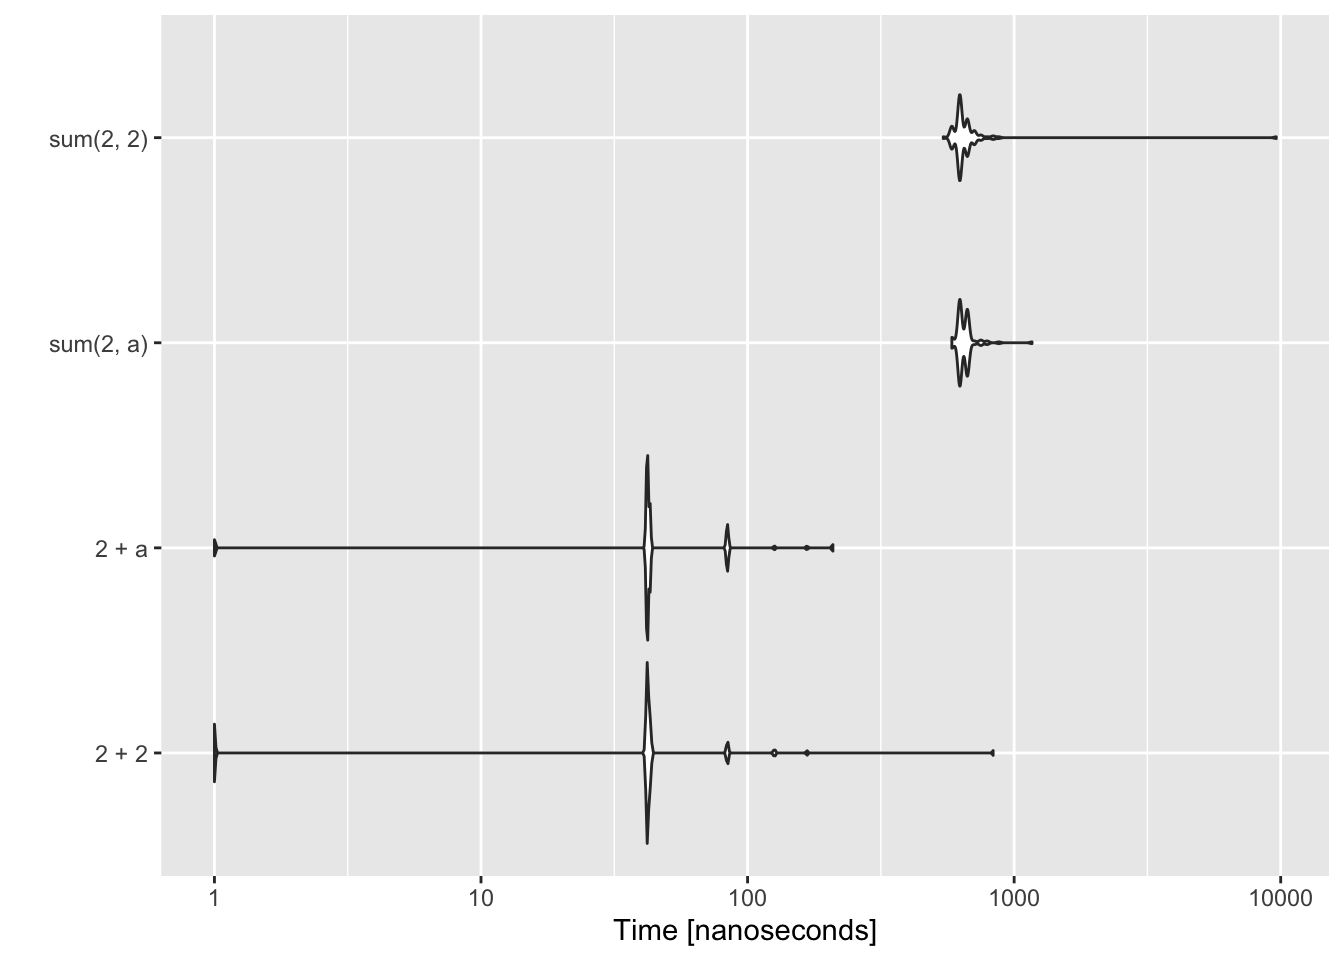 sum(2, 2)
sum(2, a)
2 + a
2 + 2
1 10 100 1000 10000
Time [nanoseconds]